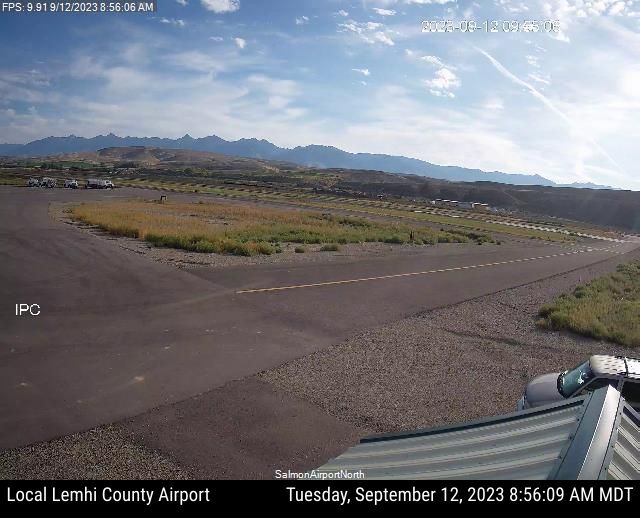 FPS: 9.91 9/12/2023 8:56:06 AM
2023-09-12 09:55:06
IPC
SalmonAirportNorth
Local Lemhi County Airport Tuesday, September 12, 2023 8:56:09 AM MDT